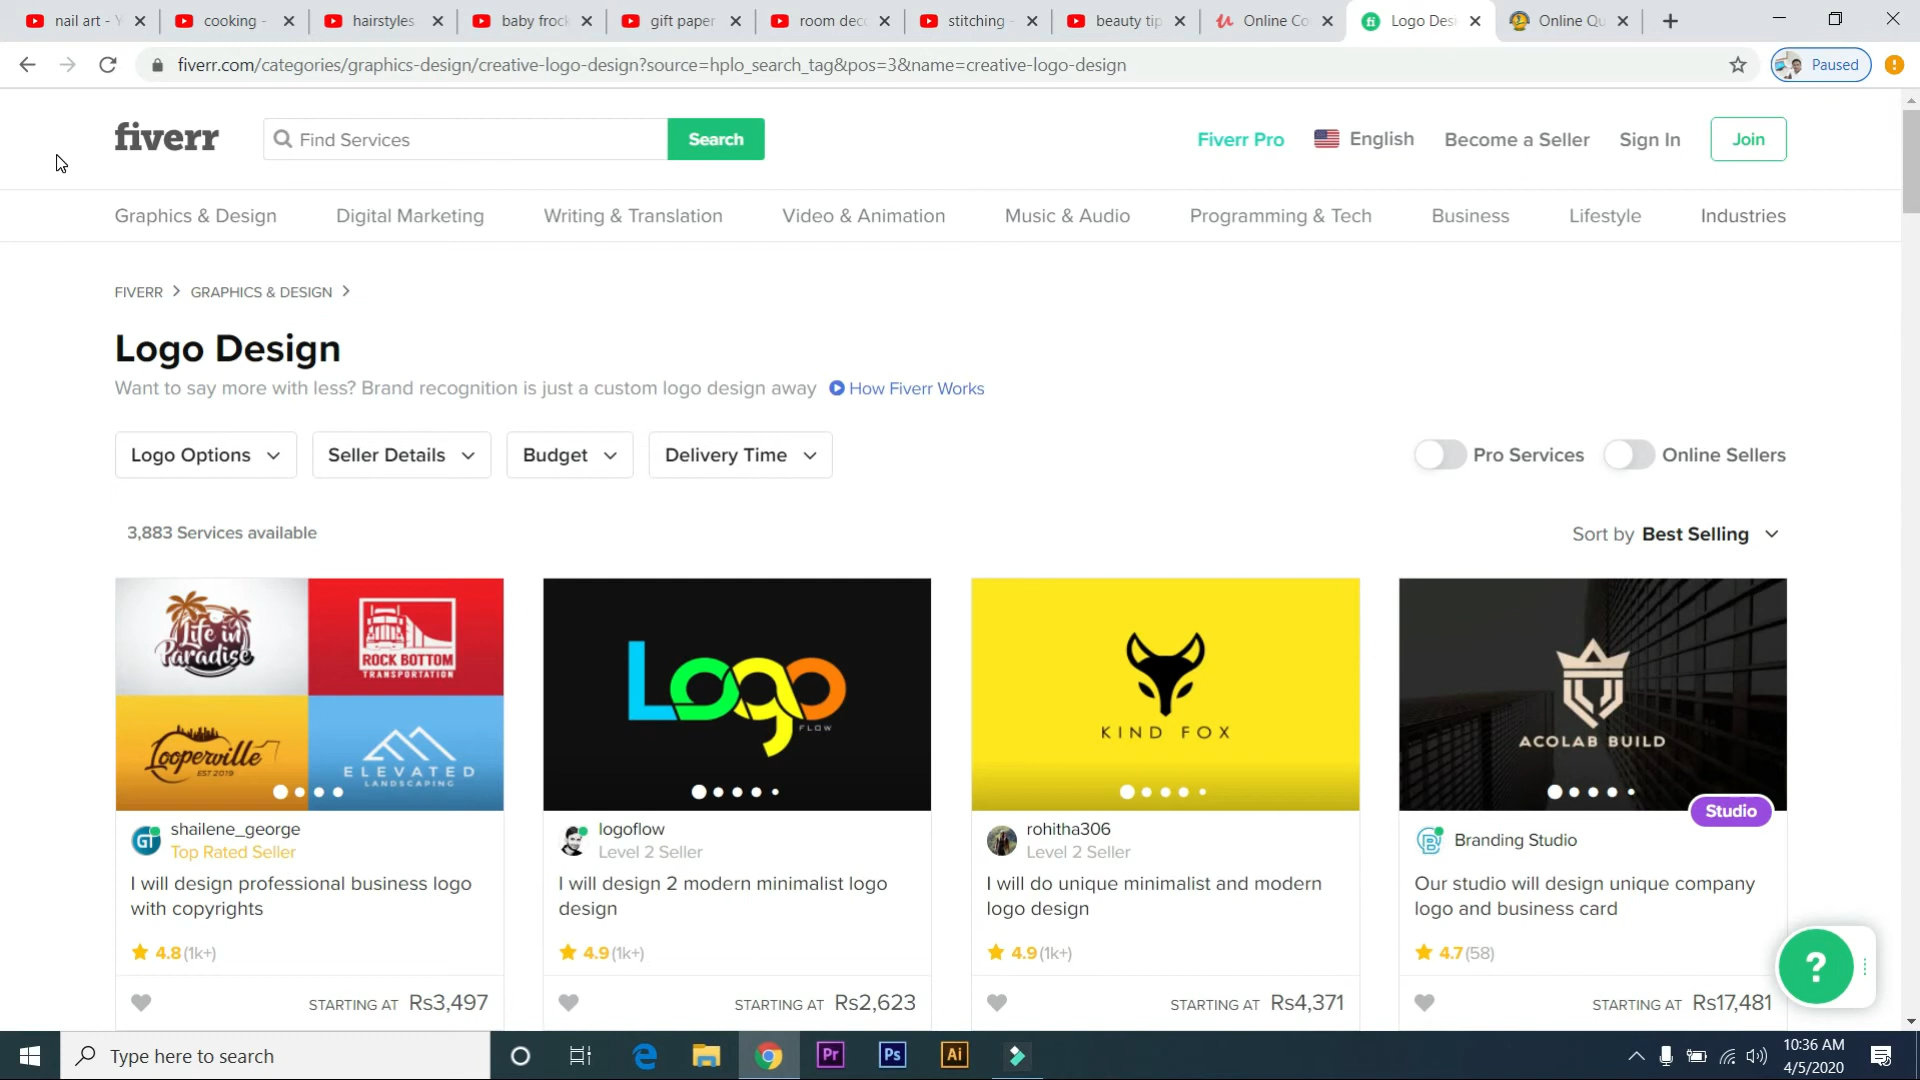 nail art - Y
cooking -
hairstyles
baby frock
gift paper
room deco
stitching -
beauty tip
Online Co
Logo Des
Online Qu
fiverr.com/categories/graphics-design/creative-logo-design?source=hplo_search_tag&pos=3&name=creative-logo-design
Paused
fiverr
Find Services
Search
Fiverr Pro
English
Become a Seller
Sign In
Join
Graphics & Design
Digital Marketing
Writing & Translation
Video & Animation
Music & Audio
Programming & Tech
Business
Lifestyle
Industries
FIVERR > GRAPHICS & DESIGN >
Logo Design
Want to say more with less? Brand recognition is just a custom logo design away
How Fiverr Works
Logo Options
Seller Details
Budget
Delivery Time
Pro Services
Online Sellers
3,883 Services available
Sort by Best Selling
Life in
Paradise
ROCK BOTTOM
TRANSPORTATION
Looperville
EST 2019
ELEVATED
LANDSCAPING
Logo
FLOW
KIND FOX
ACOLAB BUILD
Studio
GT
shailene_george
Top Rated Seller
I will design professional business logo
with copyrights
4.8 (1k+)
STARTING AT Rs3,497
logoflow
Level 2 Seller
I will design 2 modern minimalist logo
design
4.9 (1k+)
STARTING AT Rs2,623
rohitha306
Level 2 Seller
I will do unique minimalist and modern
logo design
4.9 (1k+)
STARTING AT Rs4,371
B
Branding Studio
Our studio will design unique company
logo and business card
4.7 (58)
STARTING AT Rs17,481
?
Type here to search
Pr
Ps
Ai
10:36 AM
4/5/2020